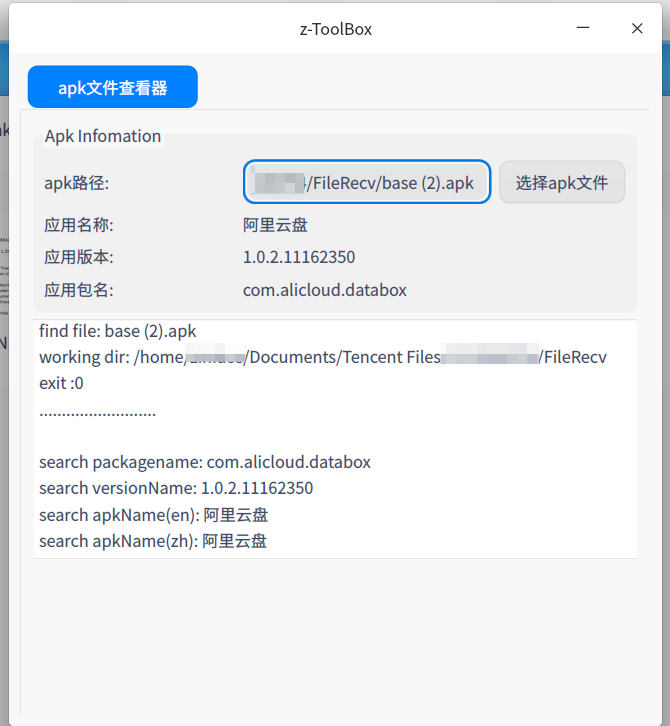 z-ToolBox
apk文件查看器
Apk Infomation
apk路径: /FileRecv/base (2).apk 选择apk文件
应用名称: 阿里云盘
应用版本: 1.0.2.11162350
应用包名: com.alicloud.databox
find file: base (2).apk
working dir: /home/ /Documents/Tencent Files /FileRecv
exit :0
..........................
search packagename: com.alicloud.databox
search versionName: 1.0.2.11162350
search apkName(en): 阿里云盘
search apkName(zh): 阿里云盘